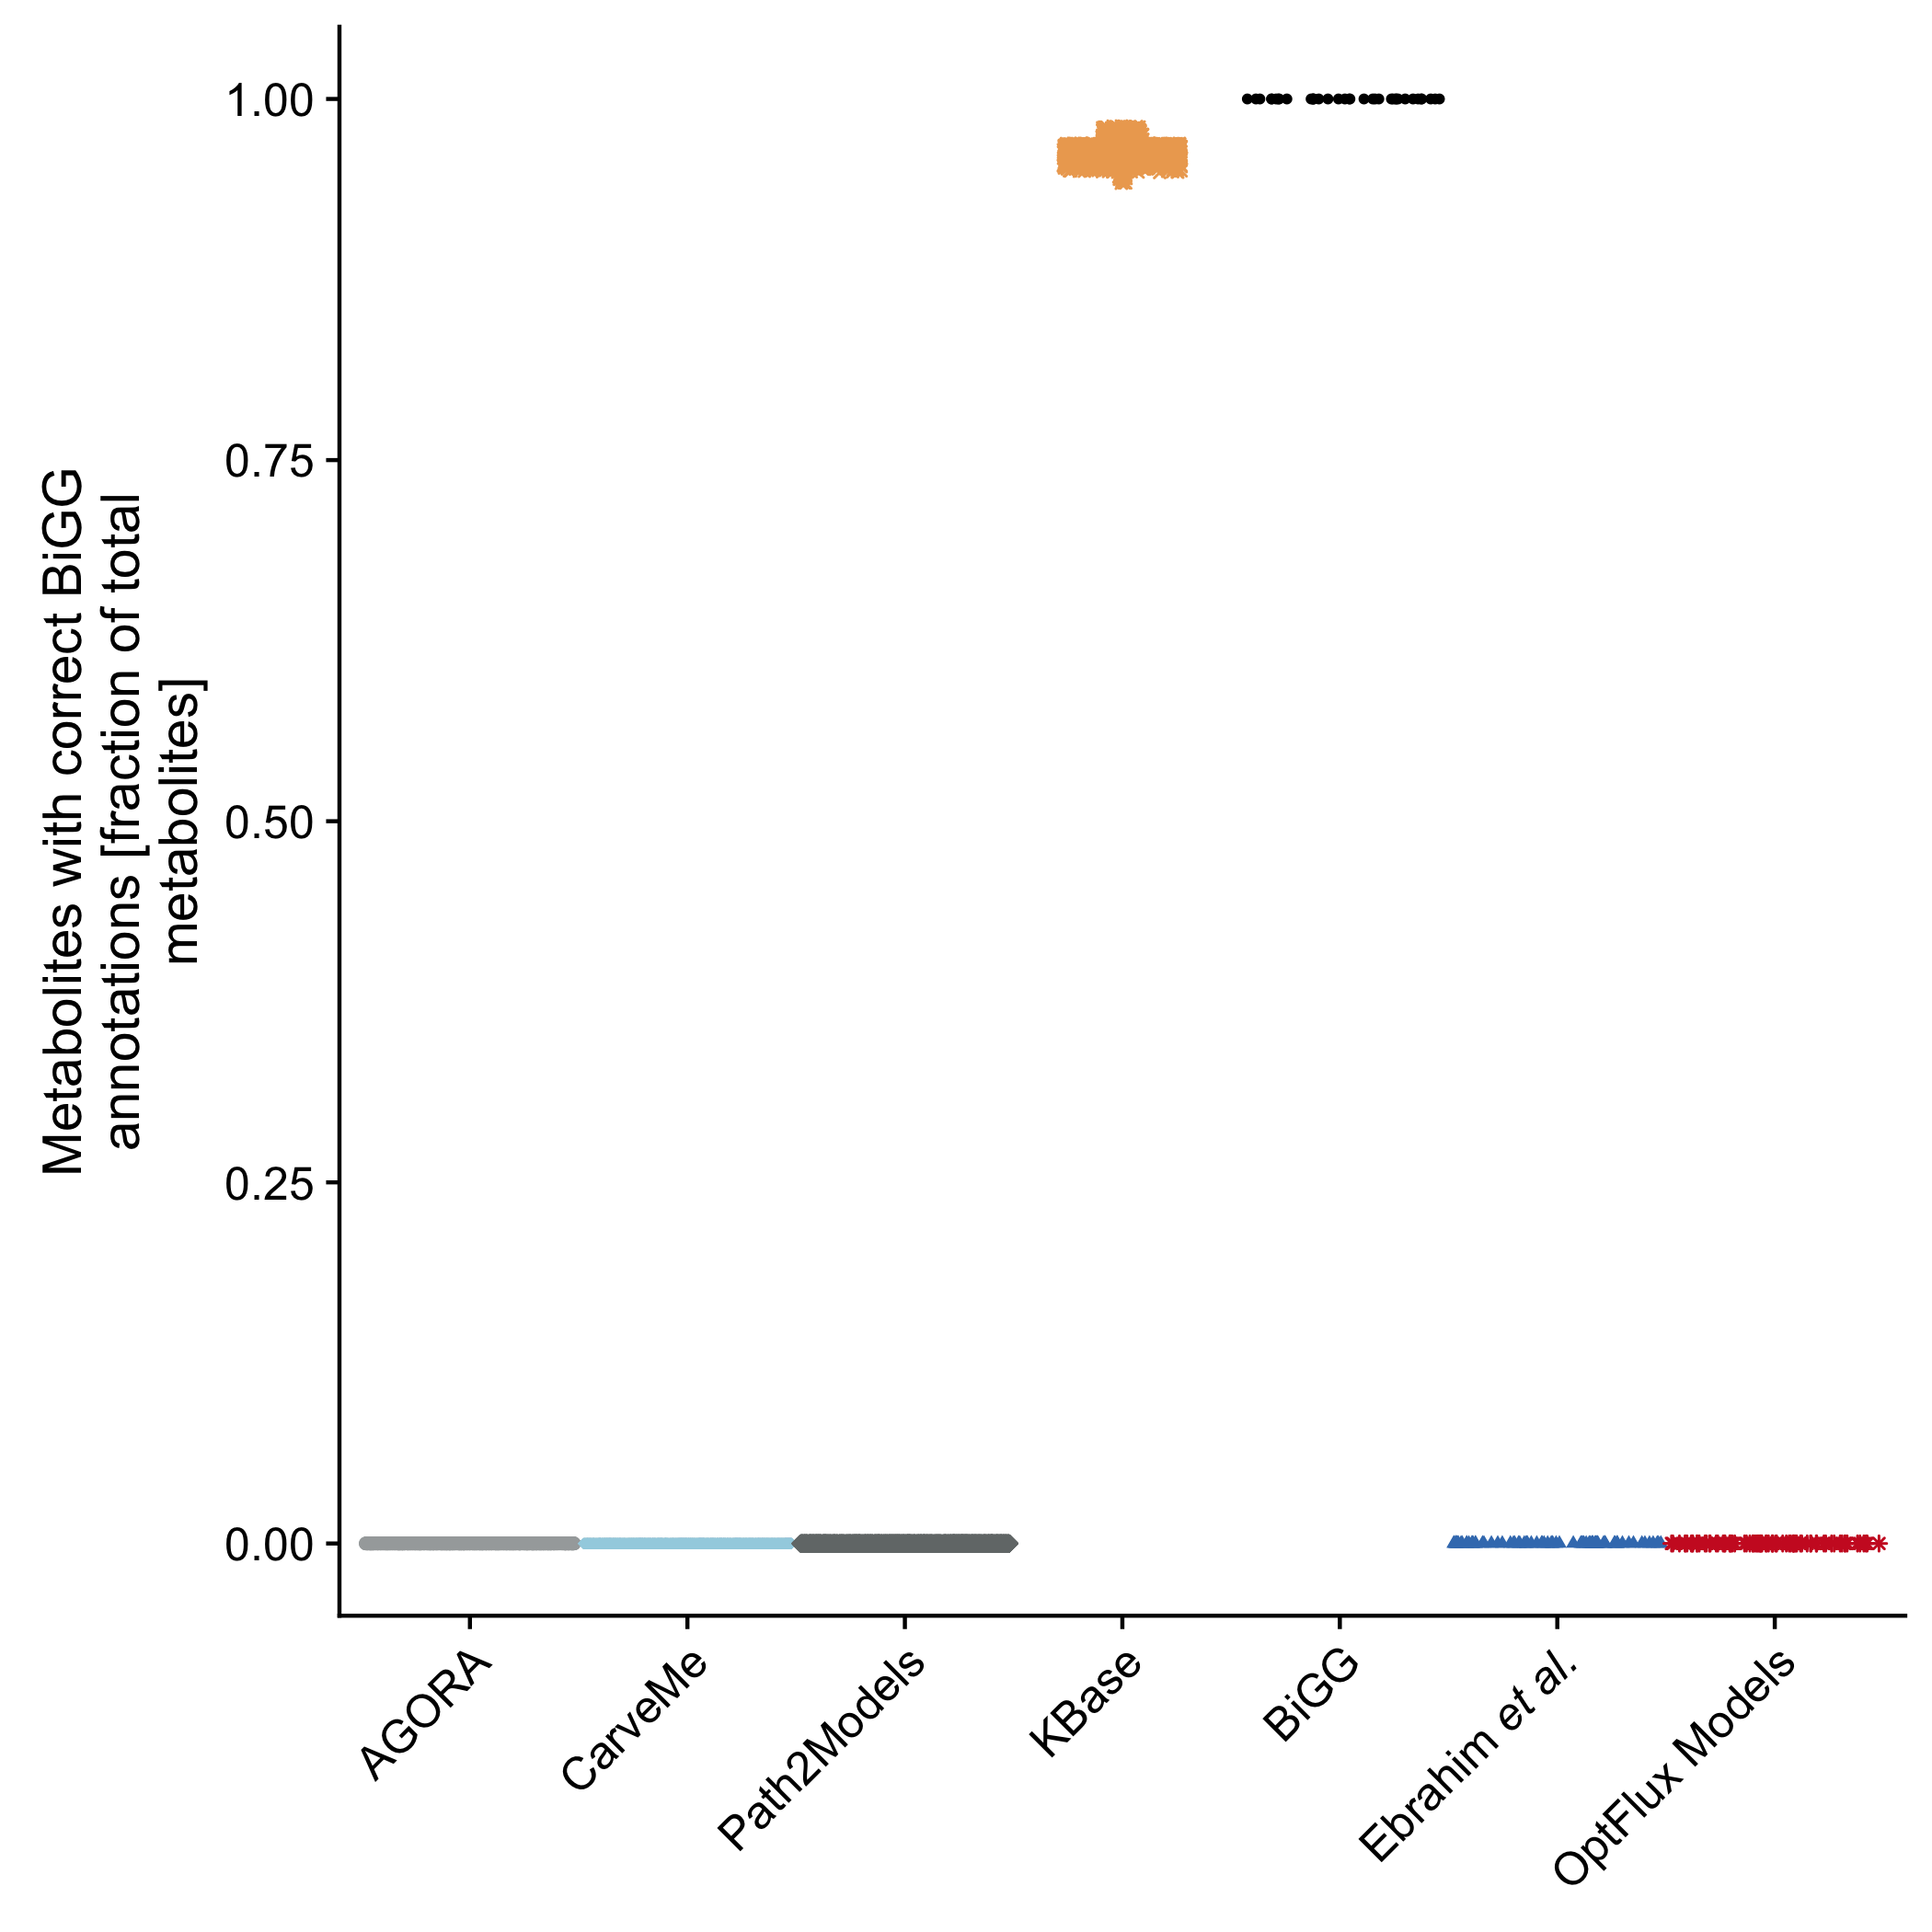 Metabolites with correct BiGG
annotations [fraction of total
metabolites]
1.00
0.75
0.50
0.25
0.00
AGORA
CarveMe
Path2Models
KBase
BiGG
Ebrahim et al.
OptFlux Models